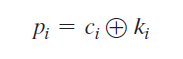 pᵢ = cᵢ ⊕ kᵢ